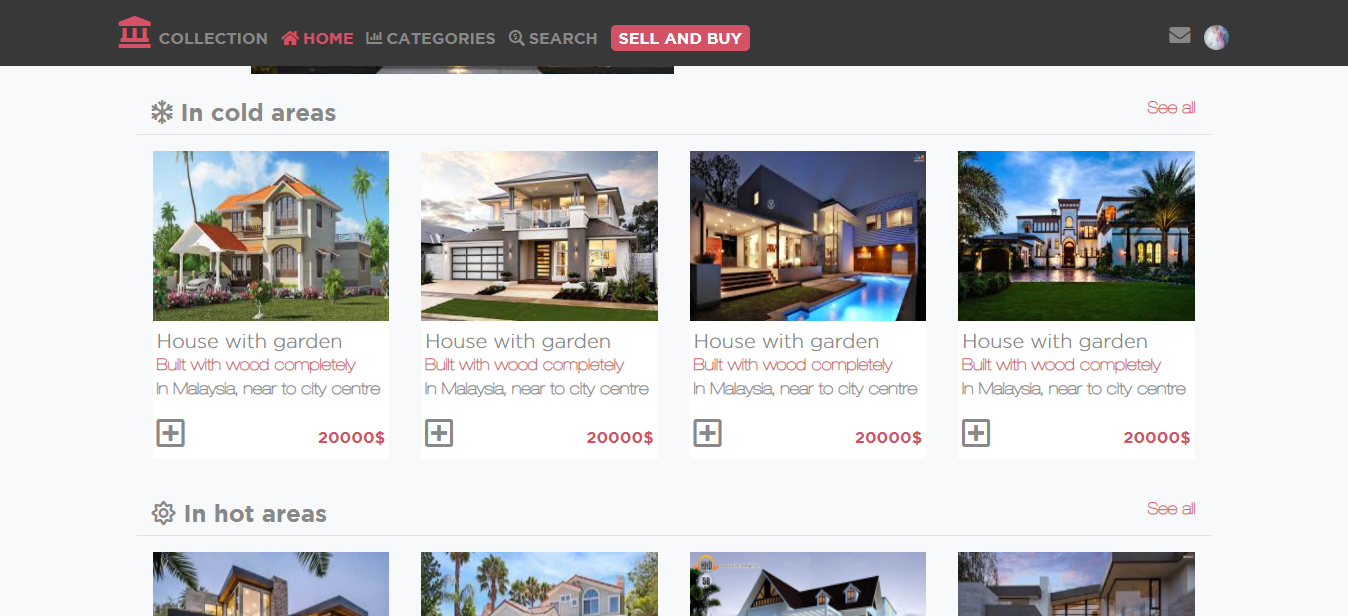 COLLECTION HOME CATEGORIES SEARCH SELL AND BUY
In cold areas See all
House with garden
Built with wood completely
In Malaysia, near to city centre
20000$
House with garden
Built with wood completely
In Malaysia, near to city centre
20000$
House with garden
Built with wood completely
In Malaysia, near to city centre
20000$
House with garden
Built with wood completely
In Malaysia, near to city centre
20000$
In hot areas See all
HHD
56